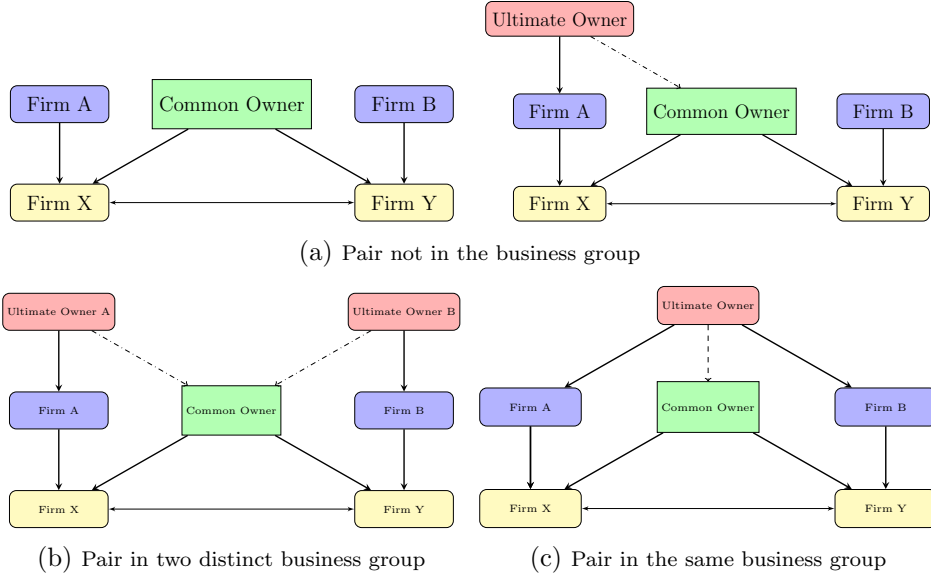 Ultimate Owner
Firm A Common Owner Firm B
Firm X Firm Y
Firm A Common Owner Firm B
Firm X Firm Y
(a) Pair not in the business group
Ultimate Owner A Ultimate Owner B
Firm A Common Owner Firm B
Firm X Firm Y
(b) Pair in two distinct business group
Ultimate Owner
Firm A Common Owner Firm B
Firm X Firm Y
(c) Pair in the same business group